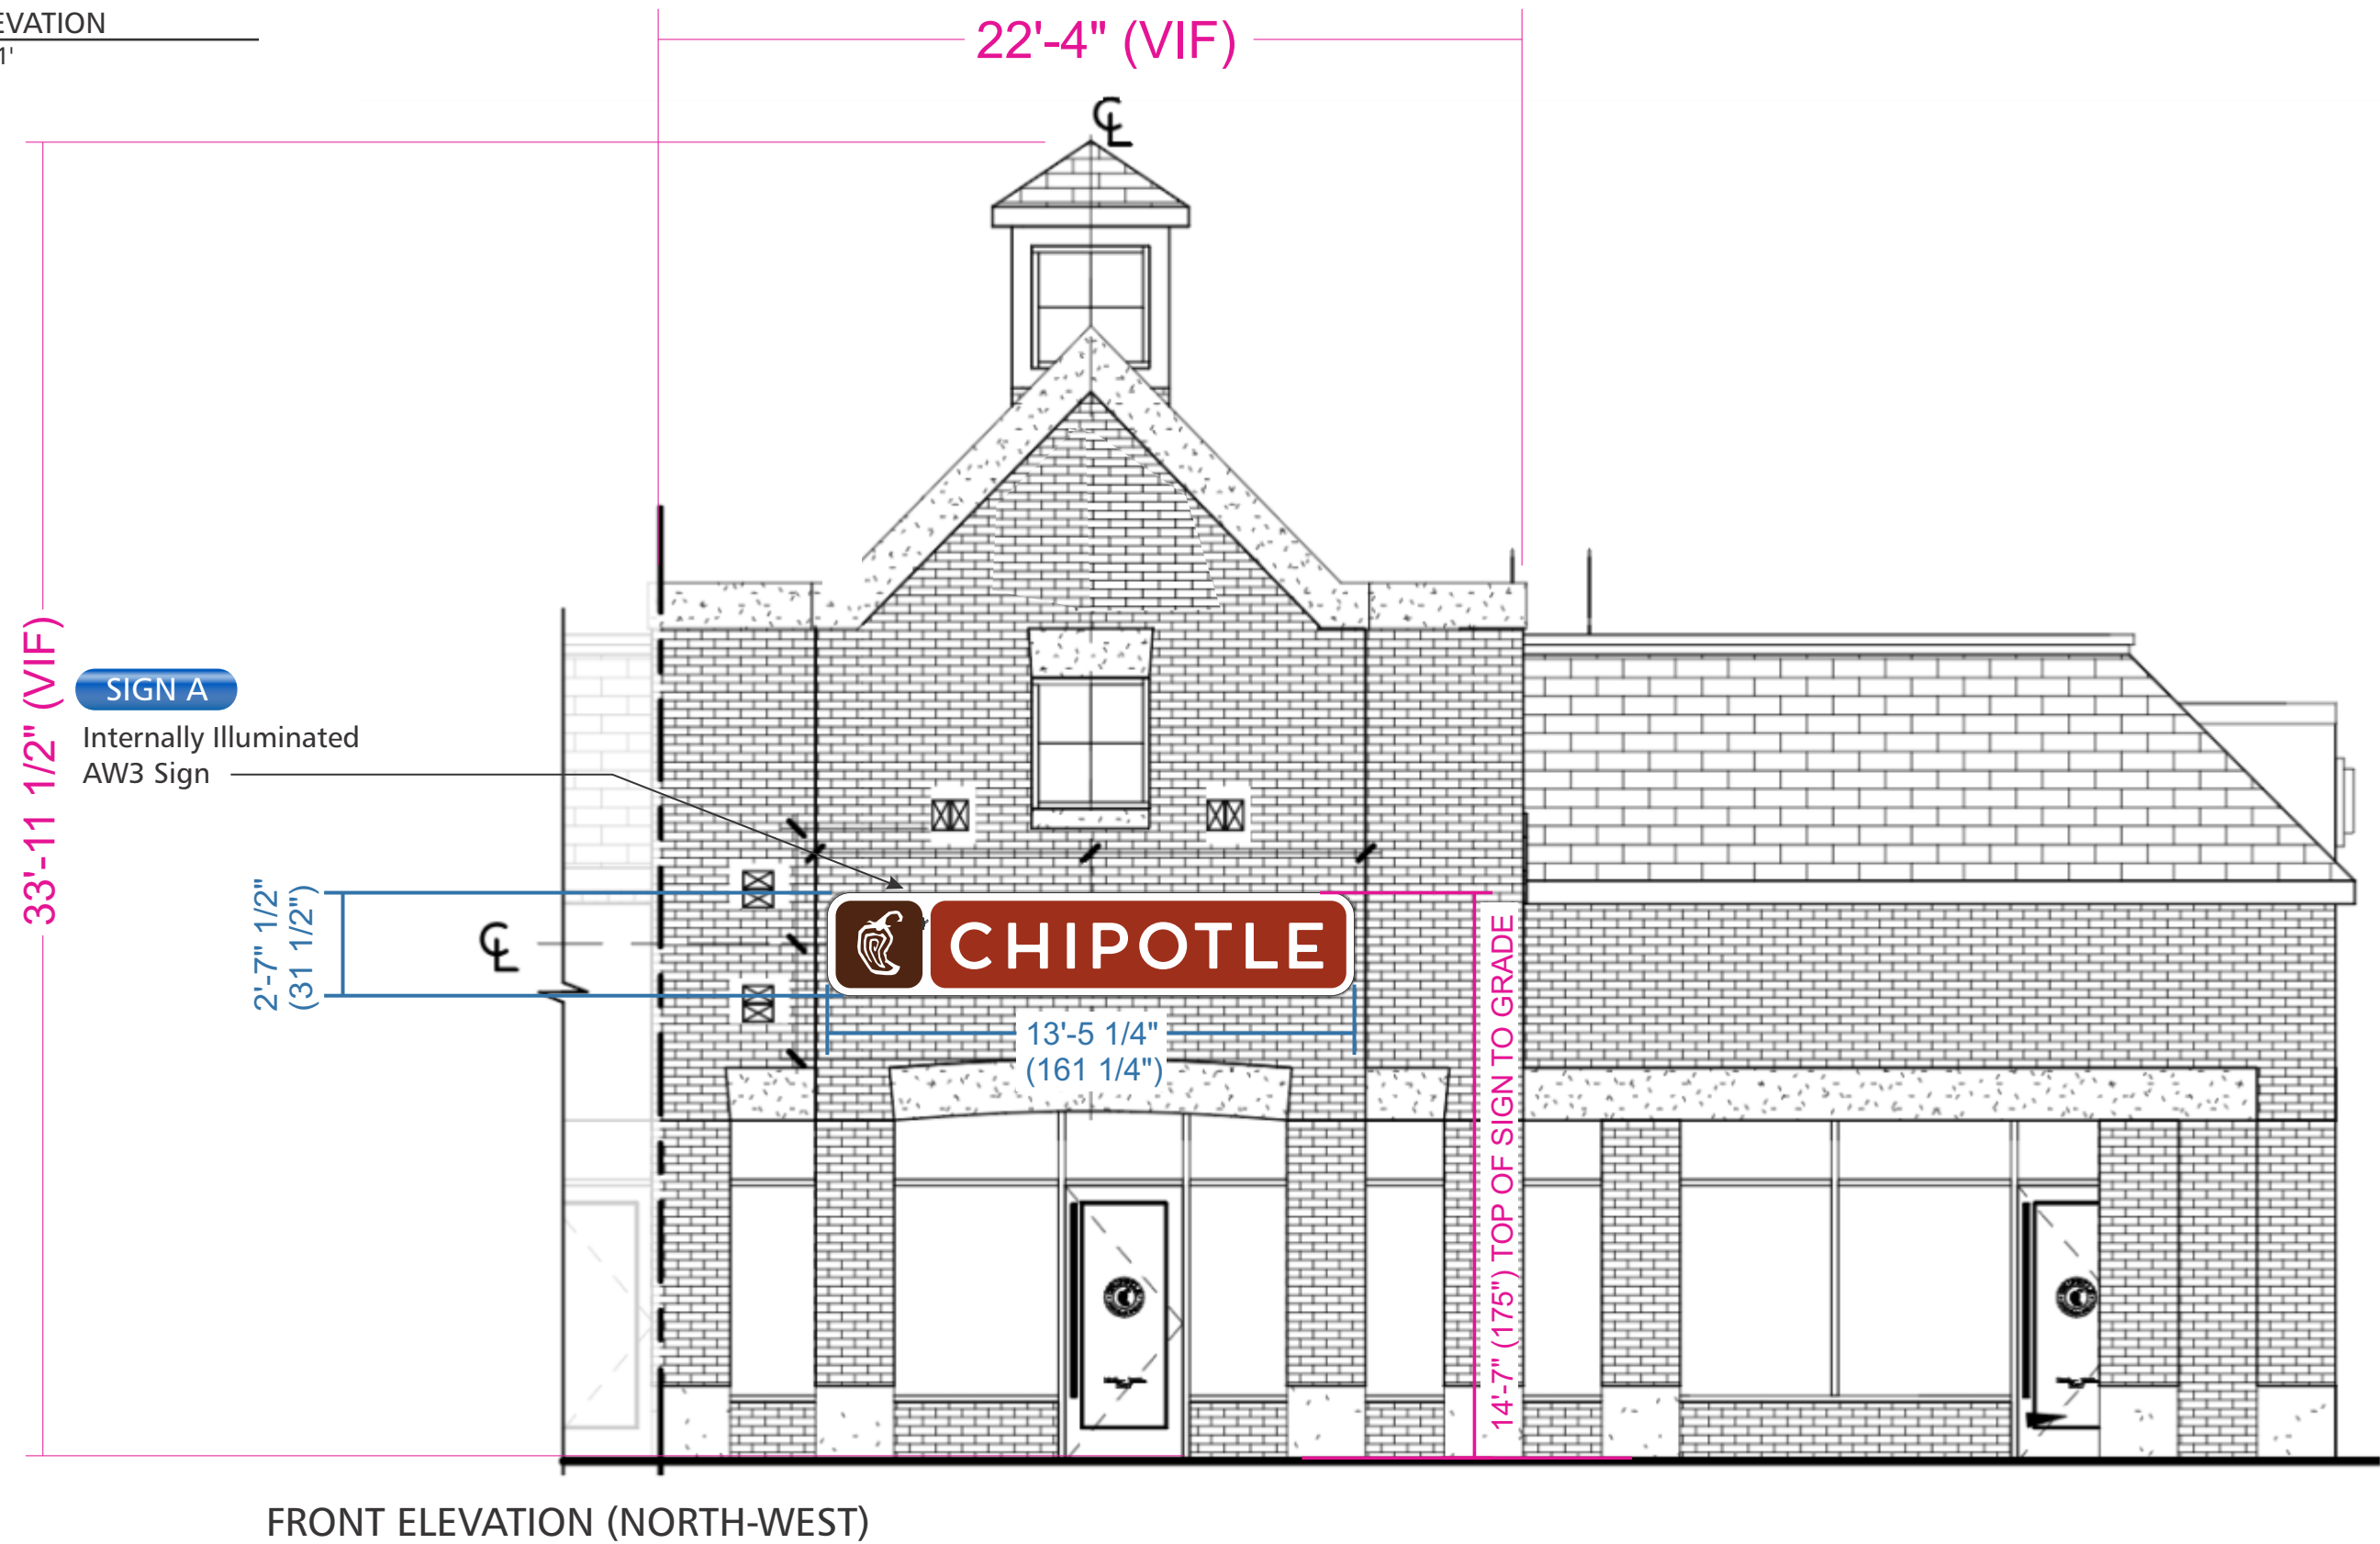 EVATION
1'
22'-4" (VIF)
33'-11 1/2" (VIF)
SIGN A
Internally Illuminated
AW3 Sign
2'-7" 1/2"
(31 1/2")
CHIPOTLE
13'-5 1/4"
(161 1/4")
14'-7" (175") TOP OF SIGN TO GRADE
FRONT ELEVATION (NORTH-WEST)